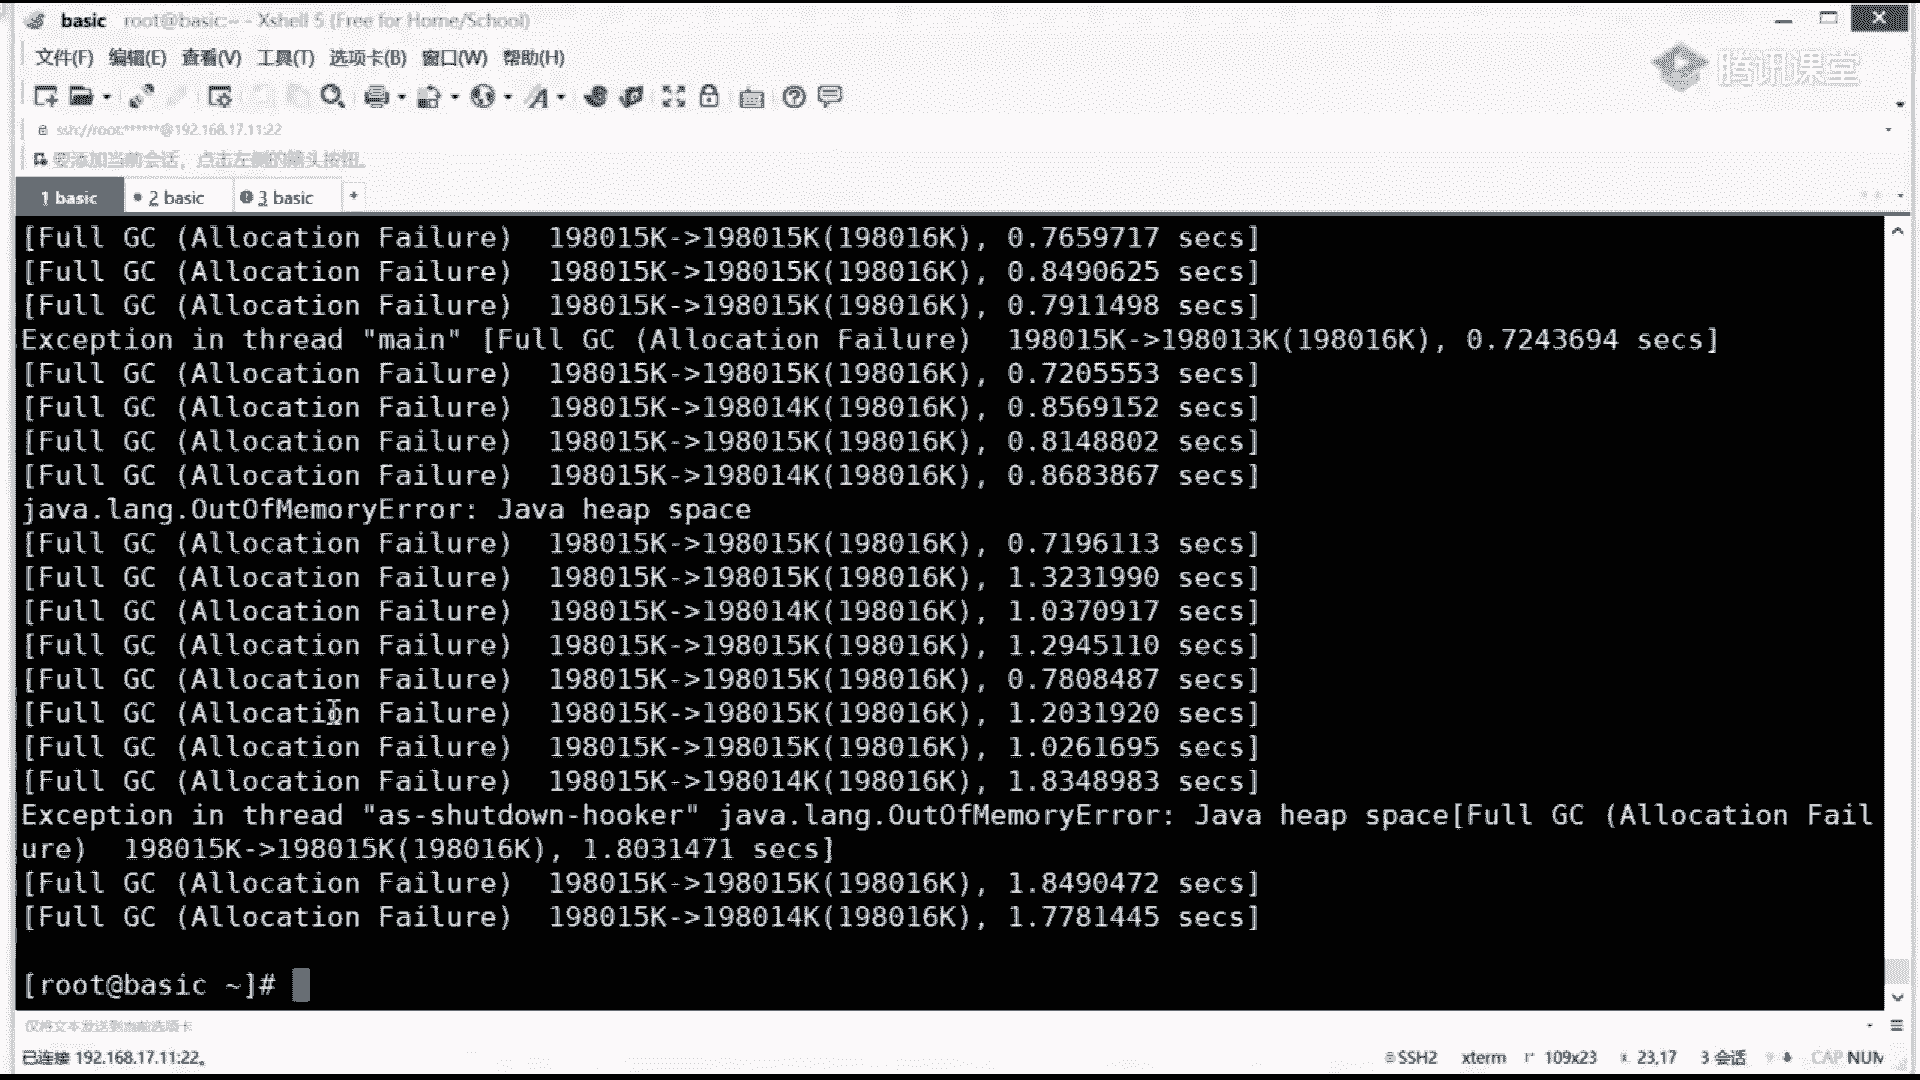 basic root@basic:~ - Xshell 5 (Free for Home/School)
文件(F) 编辑(E) 查看(V) 工具(T) 选项卡(B) 窗口(W) 帮助(H)
腾讯课堂
ssh://root:******@192.168.17.11:22
要添加当前会话，点击左侧的箭头按钮。
1 basic 2 basic 3 basic +
[Full GC (Allocation Failure)  198015K->198015K(198016K), 0.7659717 secs]
[Full GC (Allocation Failure)  198015K->198015K(198016K), 0.8490625 secs]
[Full GC (Allocation Failure)  198015K->198015K(198016K), 0.7911498 secs]
Exception in thread "main" [Full GC (Allocation Failure)  198015K->198013K(198016K), 0.7243694 secs]
[Full GC (Allocation Failure)  198015K->198015K(198016K), 0.7205553 secs]
[Full GC (Allocation Failure)  198015K->198014K(198016K), 0.8569152 secs]
[Full GC (Allocation Failure)  198015K->198015K(198016K), 0.8148802 secs]
[Full GC (Allocation Failure)  198015K->198014K(198016K), 0.8683867 secs]
java.lang.OutOfMemoryError: Java heap space
[Full GC (Allocation Failure)  198015K->198015K(198016K), 0.7196113 secs]
[Full GC (Allocation Failure)  198015K->198015K(198016K), 1.3231990 secs]
[Full GC (Allocation Failure)  198015K->198014K(198016K), 1.0370917 secs]
[Full GC (Allocation Failure)  198015K->198015K(198016K), 1.2945110 secs]
[Full GC (Allocation Failure)  198015K->198015K(198016K), 0.7808487 secs]
[Full GC (Allocation Failure)  198015K->198015K(198016K), 1.2031920 secs]
[Full GC (Allocation Failure)  198015K->198015K(198016K), 1.0261695 secs]
[Full GC (Allocation Failure)  198015K->198014K(198016K), 1.8348983 secs]
Exception in thread "as-shutdown-hooker" java.lang.OutOfMemoryError: Java heap space[Full GC (Allocation Fail
ure)  198015K->198015K(198016K), 1.8031471 secs]
[Full GC (Allocation Failure)  198015K->198015K(198016K), 1.8490472 secs]
[Full GC (Allocation Failure)  198015K->198014K(198016K), 1.7781445 secs]
[root@basic ~]#
仅将文本发送到当前选项卡
已连接 192.168.17.11:22。 SSH2 xterm 109x23 23,17 3 会话 CAP NUM